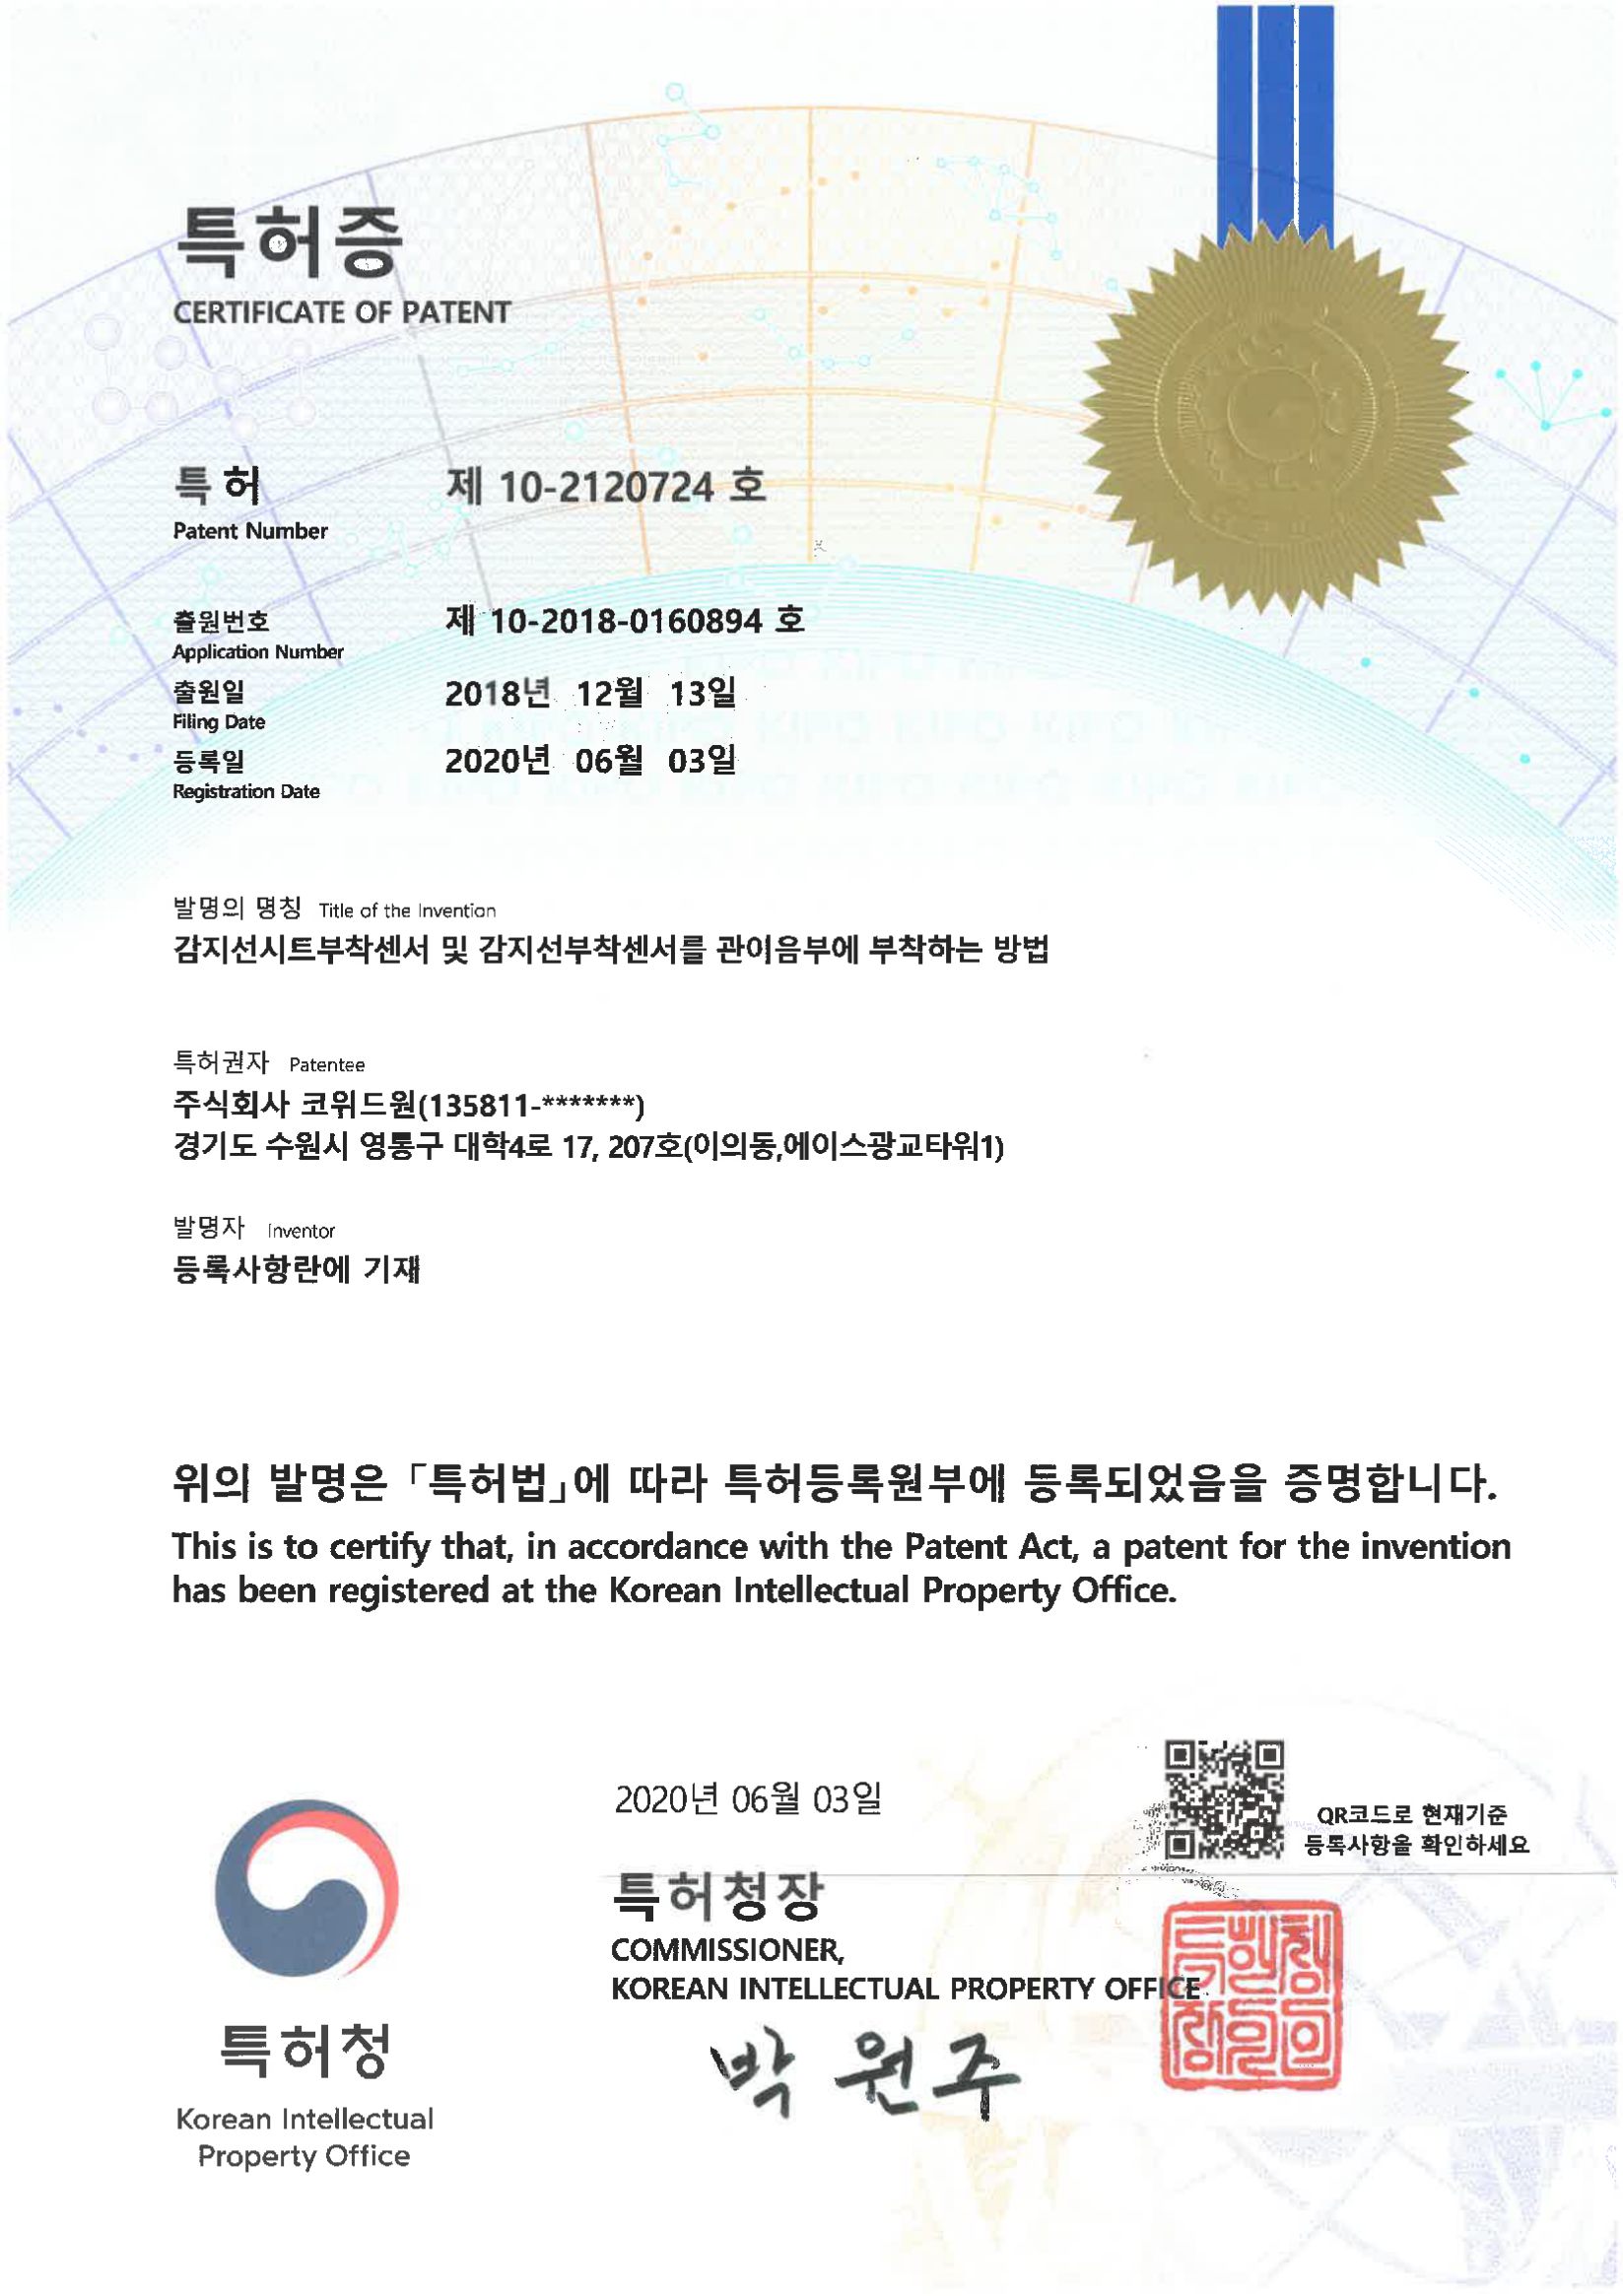 특허증
CERTIFICATE OF PATENT
특 허 제 10-2120724 호
Patent Number
출원번호 제 10-2018-0160894 호
Application Number
출원일 2018년 12월 13일
Filing Date
등록일 2020년 06월 03일
Registration Date
발명의 명칭 Title of the Invention
감지선시트부착센서 및 감지선부착센서를 관이음부에 부착하는 방법
특허권자 Patentee
주식회사 코위드원(135811-*******)
경기도 수원시 영통구 대학4로 17, 207호(이의동,에이스광교타워1)
발명자 Inventor
등록사항란에 기재
위의 발명은 「특허법」에 따라 특허등록원부에 등록되었음을 증명합니다.
This is to certify that, in accordance with the Patent Act, a patent for the invention
has been registered at the Korean Intellectual Property Office.
2020년 06월 03일
QR코드로 현재기준
등록사항을 확인하세요
특허청장
COMMISSIONER,
KOREAN INTELLECTUAL PROPERTY OFFICE
박 원 주
특허청
Korean Intellectual
Property Office